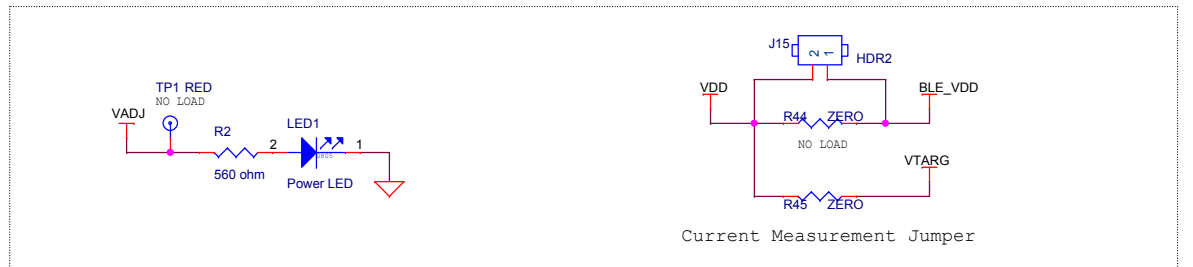 TP1 RED
NO LOAD
VADJ
R2
560 ohm
2
LED1
0805
1
Power LED
J15
2
1
HDR2
VDD
BLE_VDD
R44 ZERO
NO LOAD
VTARG
R45 ZERO
Current Measurement Jumper